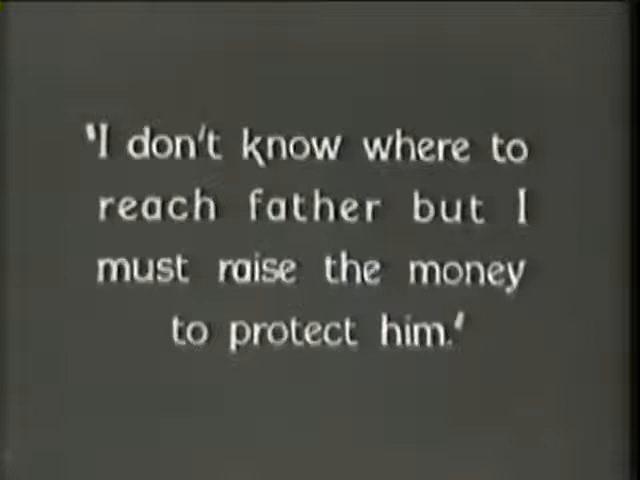 'I don't know where to
reach father but I
must raise the money
to protect him.'